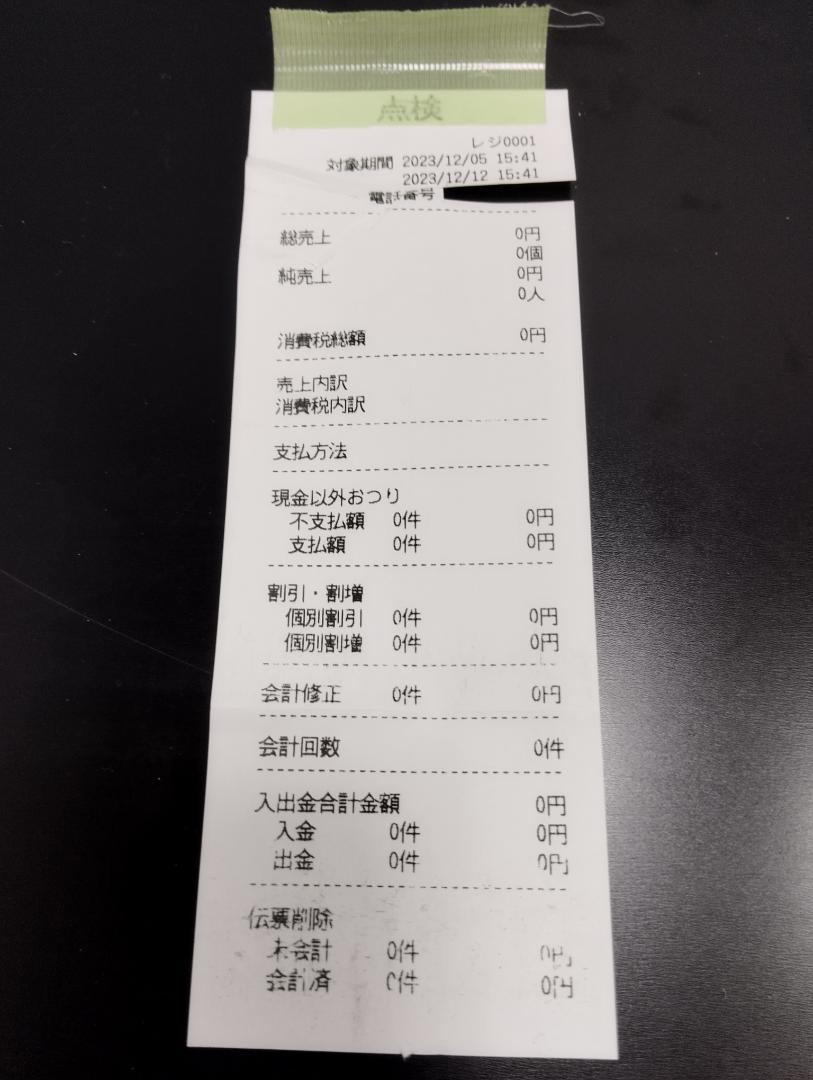 点検
レジ0001
対象期間 2023/12/05 15:41
2023/12/12 15:41
電話番号
総売上 0円
0個
純売上 0円
0人
消費税総額 0円
売上内訳
消費税内訳
支払方法
現金以外おつり
不支払額 0件 0円
支払額 0件 0円
割引・割増
個別割引 0件 0円
個別割増 0件 0円
会計修正 0件 0円
会計回数 0件
入出金合計金額 0円
入金 0件 0円
出金 0件 0円
伝票削除
未会計 0件 0円
会計済 0件 0円